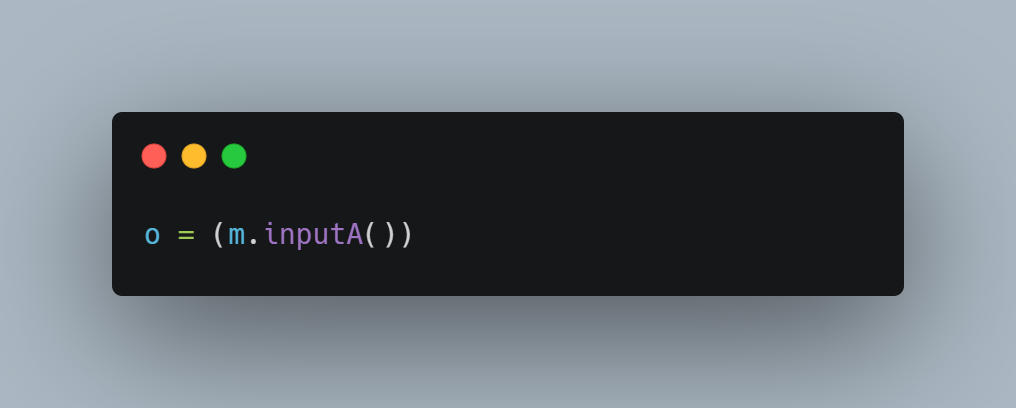 o = (m.inputA())